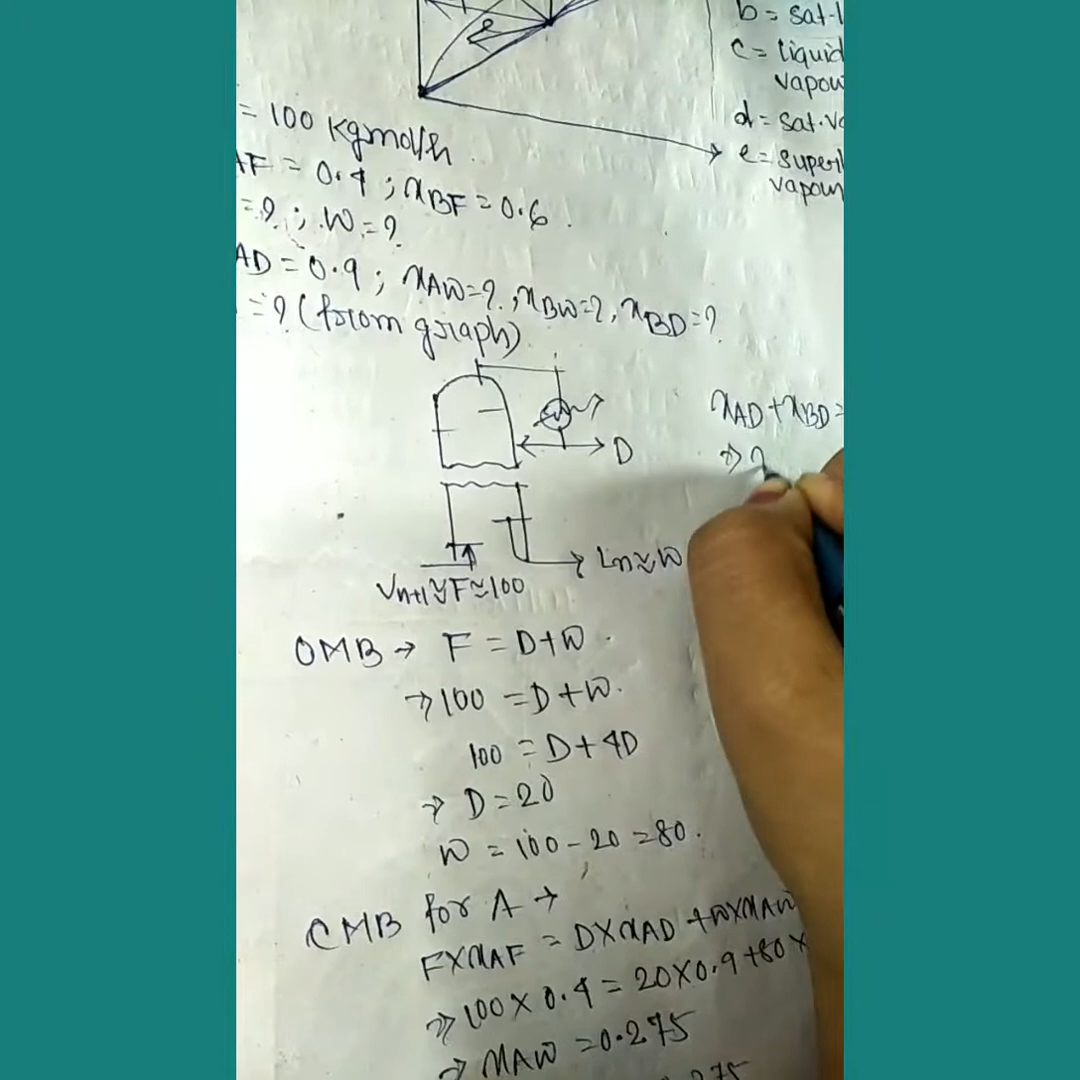 b = sat.l
c = liquid
vapou
d = sat.va
e = superh
vapour
= 100 kgmol/h
AF = 0.4 ; xBF = 0.6 .
= ? ; W = ?
AD = 0.9 ; xAW = ? , xBW = ? , xBD = ?
= ? (from graph)
xAD + xBD =
⇒
D
Ln ≈ W
Vn+1 ≈ F ≈ 100
OMB → F = D+W .
⇒ 100 = D+W.
100 = D + 4D
⇒ D = 20
W = 100 - 20 = 80 .
CMB for A →
F×xAF = D×xAD + W×xAW
⇒ 100 × 0.4 = 20×0.9 + 80×
⇒ xAW = 0.275